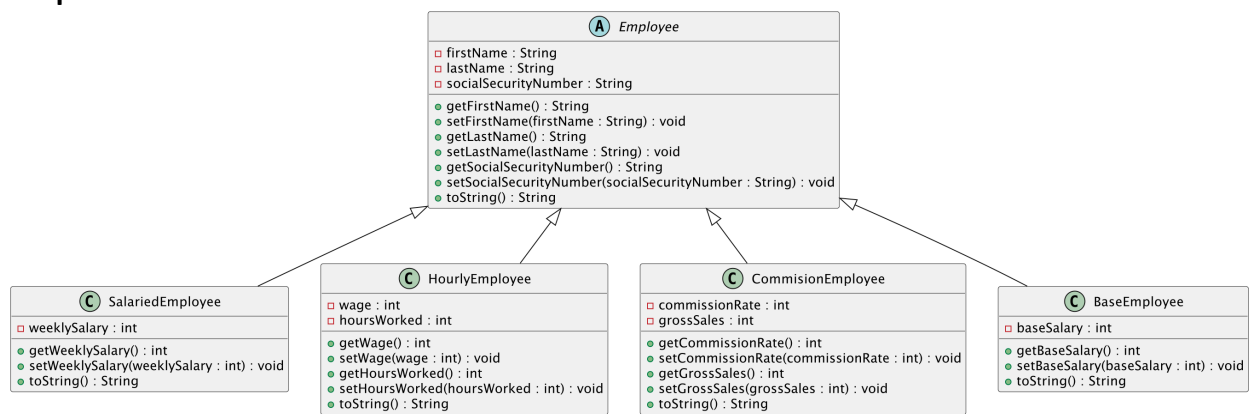 A Employee
firstName : String
lastName : String
socialSecurityNumber : String
getFirstName() : String
setFirstName(firstName : String) : void
getLastName() : String
setLastName(lastName : String) : void
getSocialSecurityNumber() : String
setSocialSecurityNumber(socialSecurityNumber : String) : void
toString() : String
C SalariedEmployee
weeklySalary : int
getWeeklySalary() : int
setWeeklySalary(weeklySalary : int) : void
toString() : String
C HourlyEmployee
wage : int
hoursWorked : int
getWage() : int
setWage(wage : int) : void
getHoursWorked() : int
setHoursWorked(hoursWorked : int) : void
toString() : String
C CommisionEmployee
commissionRate : int
grossSales : int
getCommissionRate() : int
setCommissionRate(commissionRate : int) : void
getGrossSales() : int
setGrossSales(grossSales : int) : void
toString() : String
C BaseEmployee
baseSalary : int
getBaseSalary() : int
setBaseSalary(baseSalary : int) : void
toString() : String